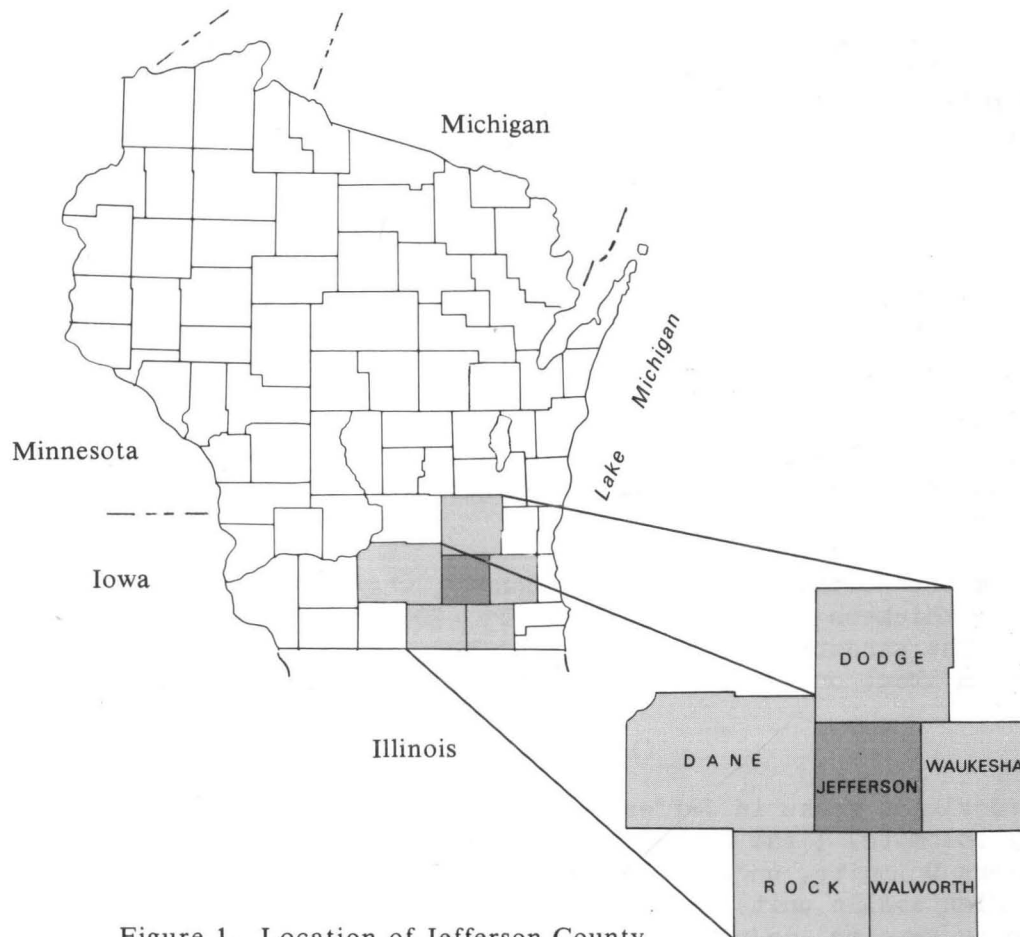 Michigan
Lake Michigan
Minnesota
Iowa
Illinois
DODGE
DANE
JEFFERSON
WAUKESHA
ROCK
WALWORTH
Figure 1. Location of Jefferson County